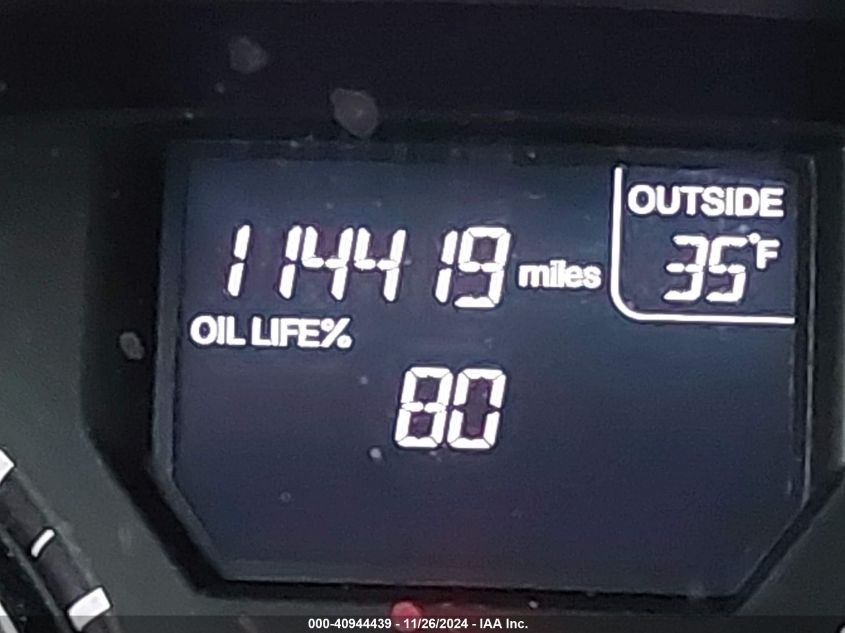 OUTSIDE
114419 miles 35°F
OIL LIFE%
80
000-40944439 - 11/26/2024 - IAA Inc.